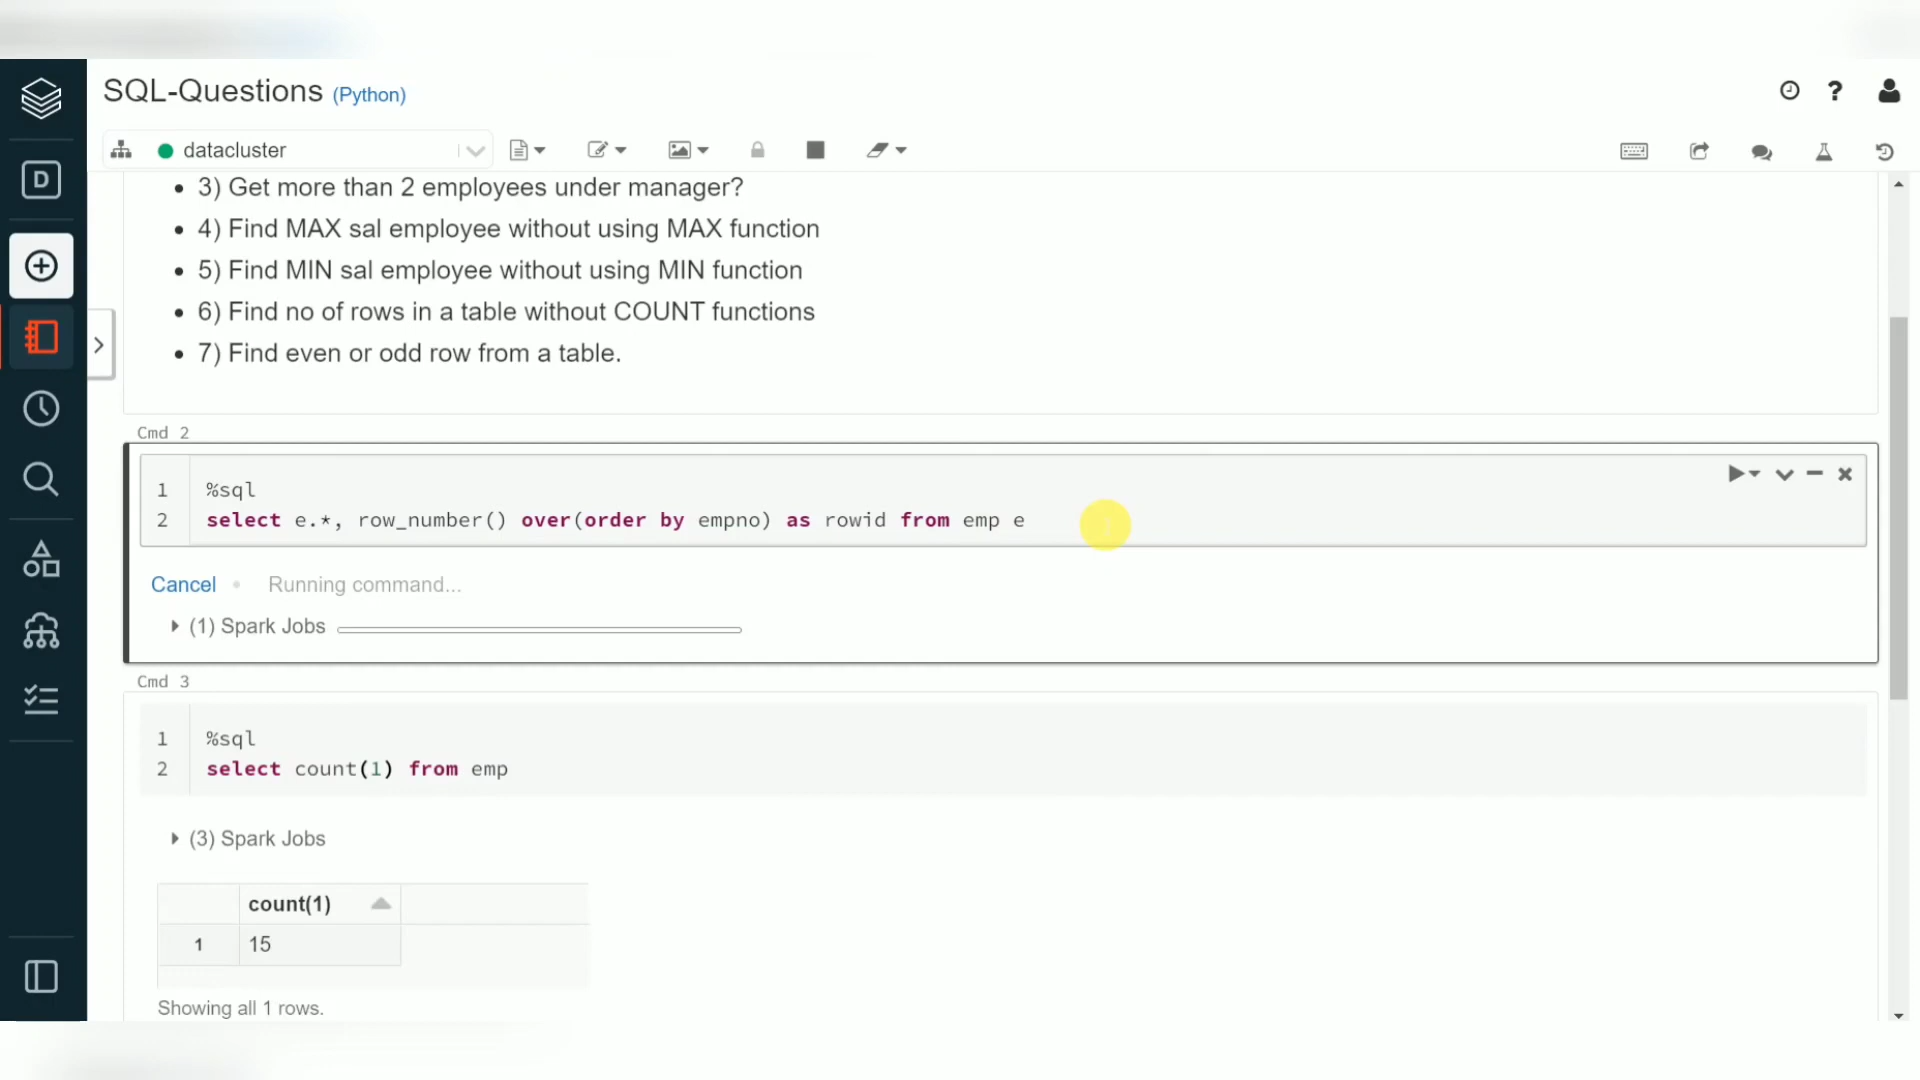 SQL-Questions (Python)
datacluster
D
• 3) Get more than 2 employees under manager?
• 4) Find MAX sal employee without using MAX function
• 5) Find MIN sal employee without using MIN function
• 6) Find no of rows in a table without COUNT functions
• 7) Find even or odd row from a table.
Cmd 2
1 %sql
2 select e.*, row_number() over(order by empno) as rowid from emp e
Cancel • Running command...
(1) Spark Jobs
Cmd 3
1 %sql
2 select count(1) from emp
(3) Spark Jobs
count(1)
1 15
Showing all 1 rows.